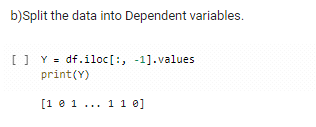 b)Split the data into Dependent variables.
[ ] Y = df.iloc[:, -1].values
print(Y)
[1 0 1 ... 1 1 0]